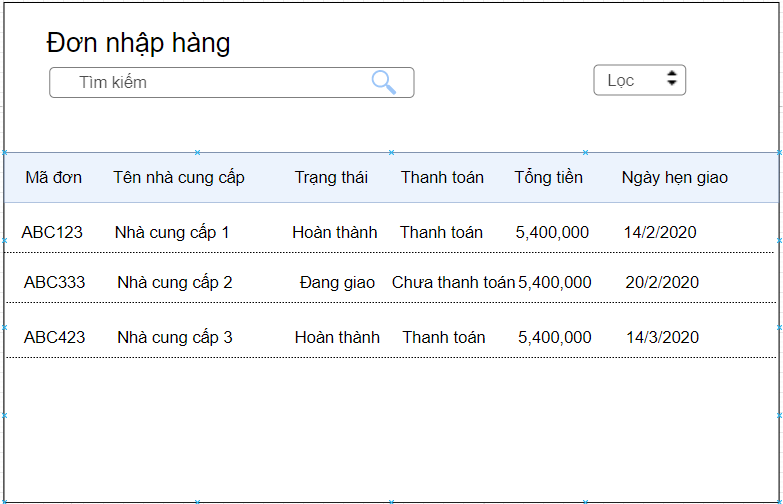 Đơn nhập hàng
Tìm kiếm Lọc
Mã đơn Tên nhà cung cấp Trạng thái Thanh toán Tổng tiền Ngày hẹn giao
ABC123 Nhà cung cấp 1 Hoàn thành Thanh toán 5,400,000 14/2/2020
ABC333 Nhà cung cấp 2 Đang giao Chưa thanh toán 5,400,000 20/2/2020
ABC423 Nhà cung cấp 3 Hoàn thành Thanh toán 5,400,000 14/3/2020